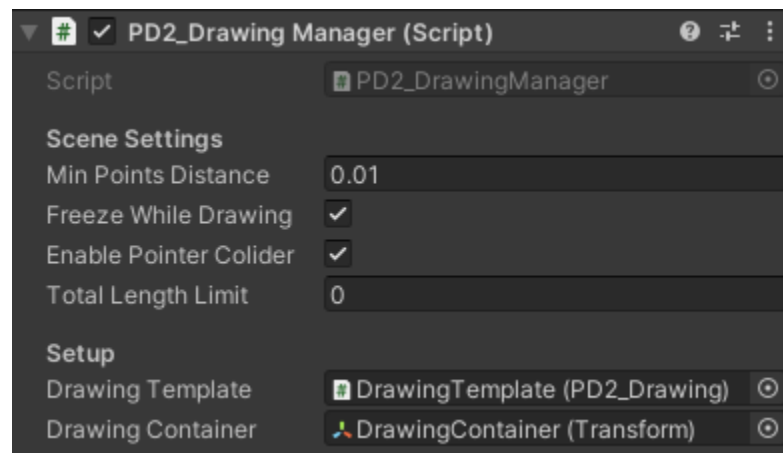 # PD2_Drawing Manager (Script)
Script # PD2_DrawingManager
Scene Settings
Min Points Distance 0.01
Freeze While Drawing
Enable Pointer Colider
Total Length Limit 0
Setup
Drawing Template # DrawingTemplate (PD2_Drawing)
Drawing Container DrawingContainer (Transform)